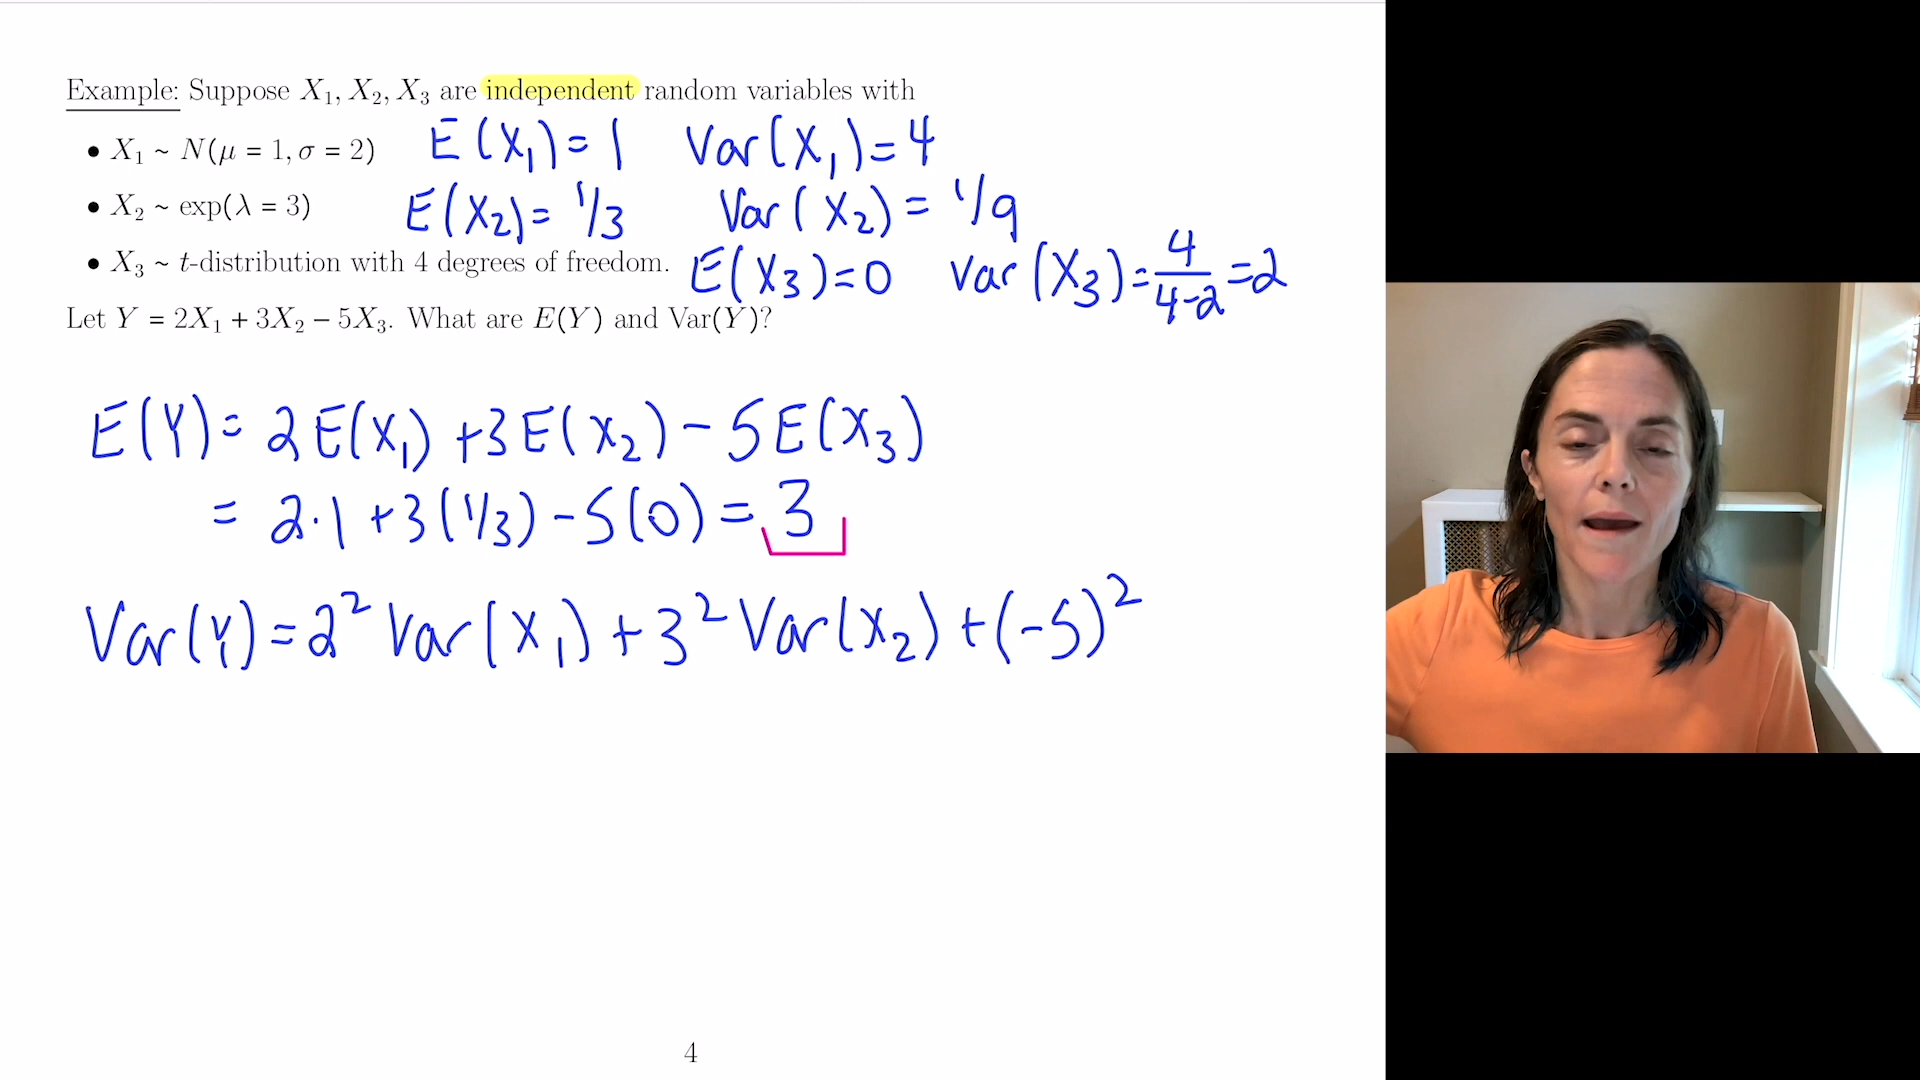 Example: Suppose X₁, X₂, X₃ are independent random variables with
• X₁ ~ N(μ = 1, σ = 2) E(X₁) = 1 Var(X₁) = 4
• X₂ ~ exp(λ = 3) E(X₂) = 1/3 Var(X₂) = 1/9
• X₃ ~ t-distribution with 4 degrees of freedom. E(X₃) = 0 Var(X₃) = 4/(4-2) = 2
Let Y = 2X₁ + 3X₂ − 5X₃. What are E(Y) and Var(Y)?
E(Y) = 2E(X₁) + 3E(X₂) − 5E(X₃)
= 2·1 + 3(1/3) − 5(0) = 3
Var(Y) = 2² Var(X₁) + 3² Var(X₂) + (−5)²
4